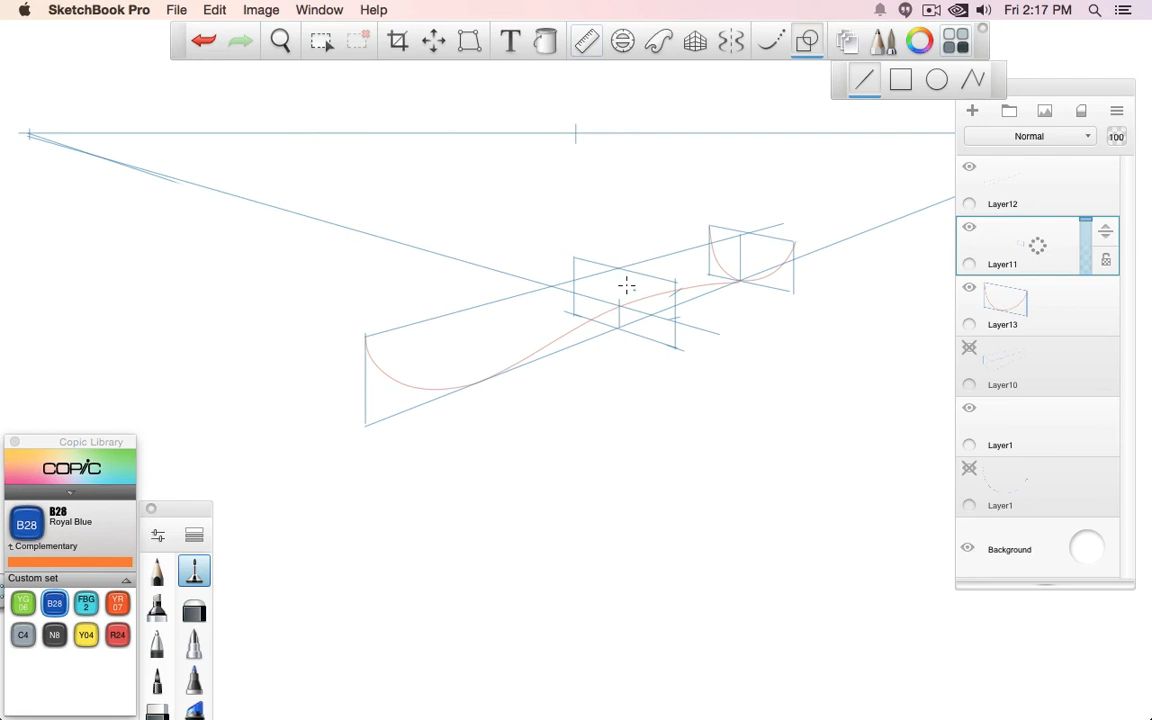 SketchBook Pro File Edit Image Window Help Fri 2:17 PM
T
Normal 100
Layer12
Layer11
Layer13
Layer10
Layer1
Layer1
Background
Copic Library
COPIC
B28 B28
Royal Blue
Complementary
Custom set
YG 06 B28 FBG 2 YR 07
C4 N8 Y04 R24